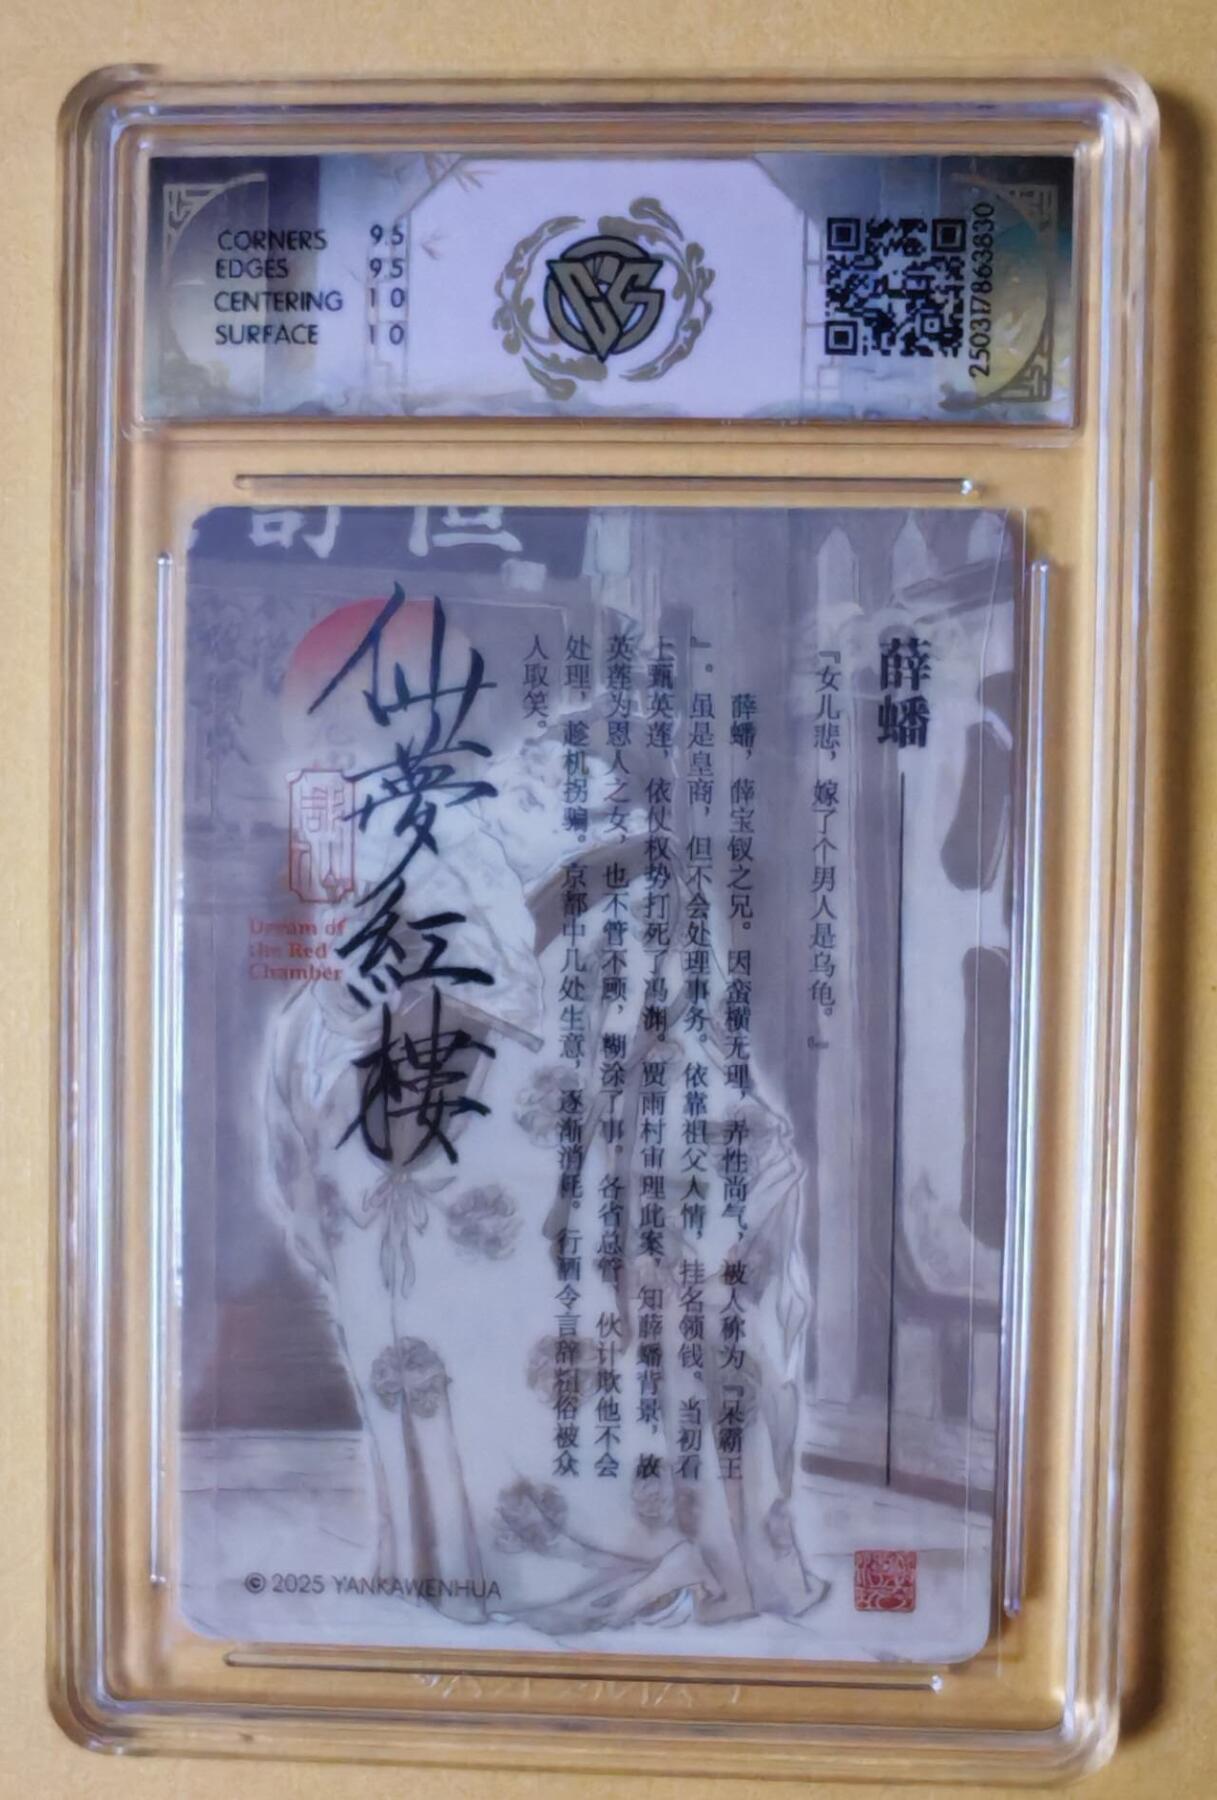 CORNERS 9.5
EDGES 9.5
CENTERING 10
SURFACE 10
CCS
2503178638​30
薛蟠
『女儿悲,嫁了个男人是乌龟。』
薛蟠,薛宝钗之兄。因蛮横无理,弄性尚气,被人称为『呆霸王
』。虽是皇商,但不会处理事务。依靠祖父人情,挂名领钱。当初看
上甄英莲,依仗权势打死了冯渊。贾雨村审理此案,知薛蟠背景,故
英莲为恩人之女,也不管不顾,糊涂了事。各省总管、伙计欺他不会
处理,趁机拐骗。京都中几处生意,逐渐消耗。行酒令言辞粗俗被众
人取笑。
仙夢紅樓
Dream of
the Red
Chamber
© 2025 YANKAWENHUA